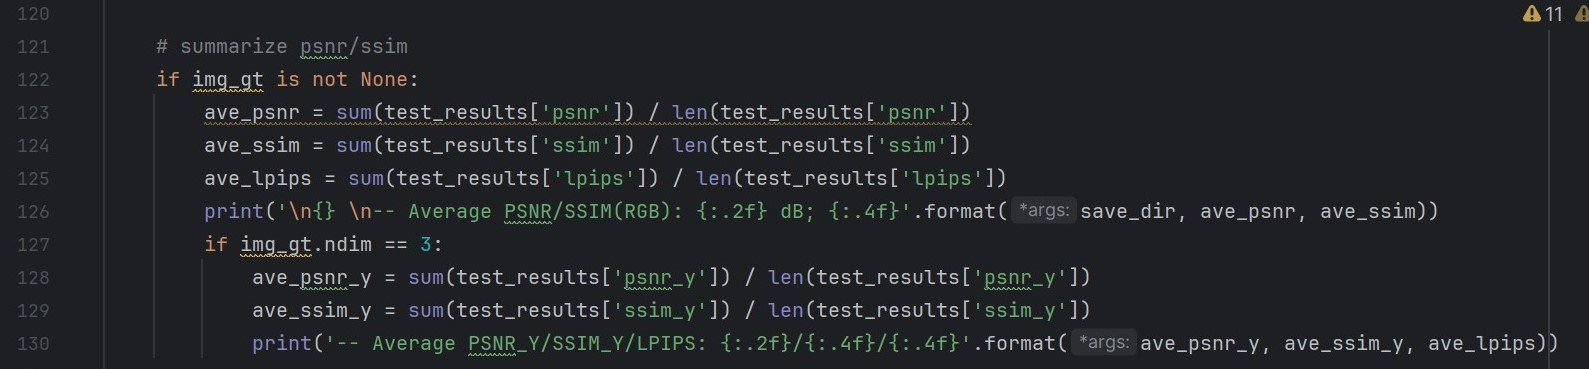 120
11
121 # summarize psnr/ssim
122 if img_gt is not None:
123 ave_psnr = sum(test_results['psnr']) / len(test_results['psnr'])
124 ave_ssim = sum(test_results['ssim']) / len(test_results['ssim'])
125 ave_lpips = sum(test_results['lpips']) / len(test_results['lpips'])
126 print('\n{} \n-- Average PSNR/SSIM(RGB): {:.2f} dB; {:.4f}'.format( *args: save_dir, ave_psnr, ave_ssim))
127 if img_gt.ndim == 3:
128 ave_psnr_y = sum(test_results['psnr_y']) / len(test_results['psnr_y'])
129 ave_ssim_y = sum(test_results['ssim_y']) / len(test_results['ssim_y'])
130 print('-- Average PSNR_Y/SSIM_Y/LPIPS: {:.2f}/{:.4f}/{:.4f}'.format( *args: ave_psnr_y, ave_ssim_y, ave_lpips))